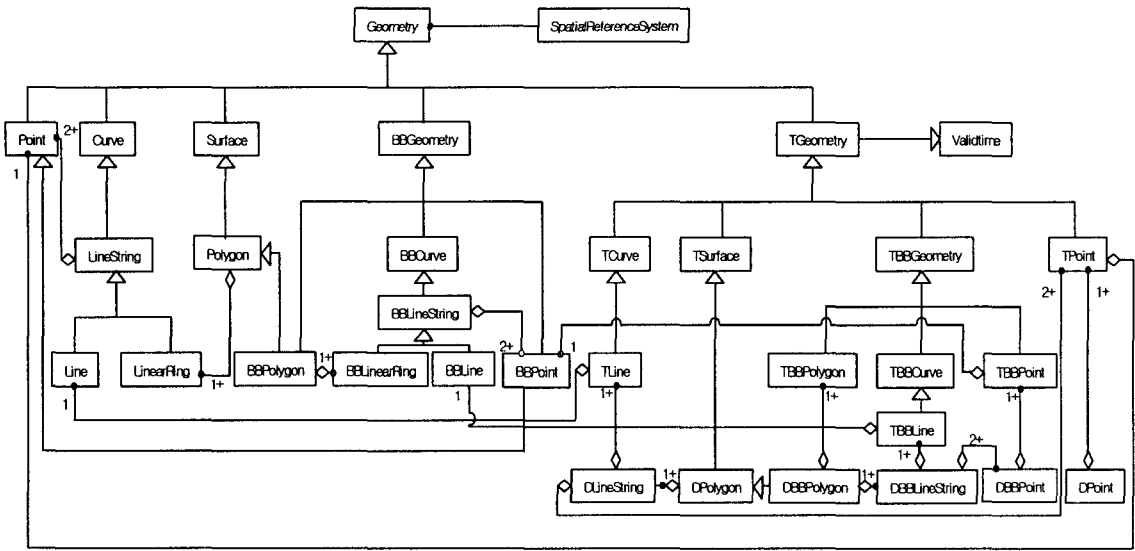 Geometry SpatialReferenceSystem
Point 2+ Curve Surface BBGeometry TGeometry Validtime
1
LineString Polygon BBCurve TCurve TSurface TBBGeometry TPoint
2+ 1+
BBLineString
2+ 1
Line LinearRing 1+ BBPolygon 1+ BBLinearRing BBLine BBPoint TLine TBBPolygon TBBCurve TBBPoint
1 1 1+ 1+ 1+
TBBLine
1+ 2+
DLineString 1+ DPolygon DBBPolygon 1+ DBBLineString DBBPoint DPoint